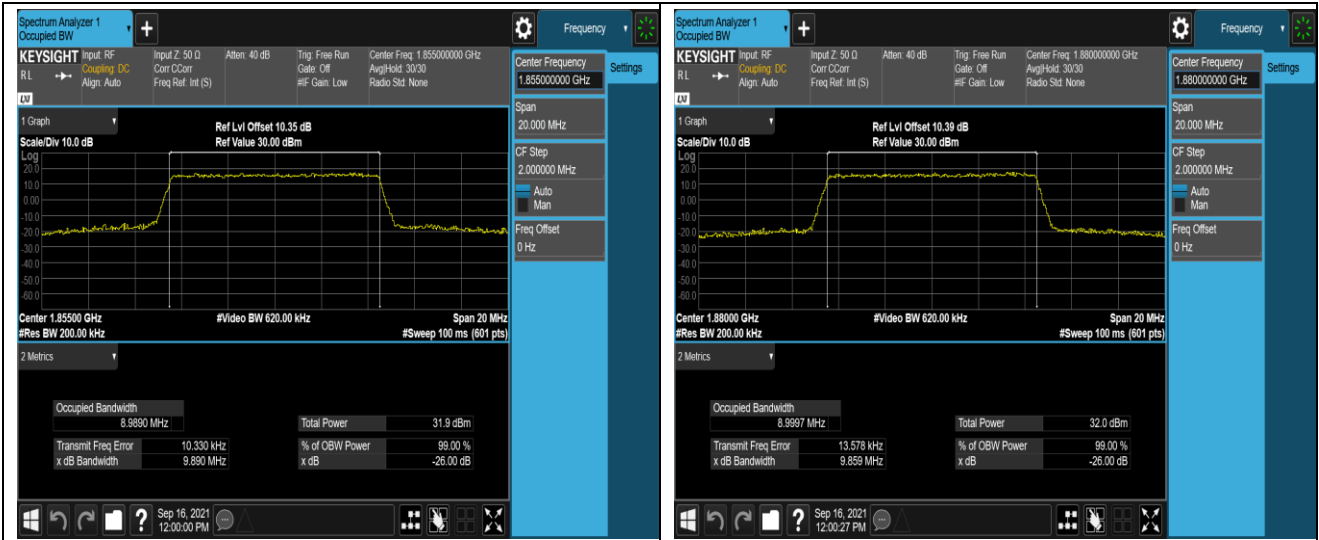 Spectrum Analyzer 1
Occupied BW
+
Frequency
KEYSIGHT
Input: RF
Coupling: DC
Align: Auto
Input Z: 50 Ω
Corr CCorr
Freq Ref: Int (S)
Atten: 40 dB
Trig: Free Run
Gate: Off
#IF Gain: Low
Center Freq: 1.855000000 GHz
Avg|Hold: 30/30
Radio Std: None
RL
LXI
Center Frequency
1.855000000 GHz
Settings
Span
20.000 MHz
CF Step
2.000000 MHz
Auto
Man
Freq Offset
0 Hz
1 Graph
Ref Lvl Offset 10.35 dB
Scale/Div 10.0 dB
Ref Value 30.00 dBm
Log
20.0
10.0
0.00
-10.0
-20.0
-30.0
-40.0
-50.0
-60.0
Center 1.85500 GHz
#Video BW 620.00 kHz
Span 20 MHz
#Res BW 200.00 kHz
#Sweep 100 ms (601 pts)
2 Metrics
Occupied Bandwidth
8.9890 MHz
Total Power 31.9 dBm
Transmit Freq Error 10.330 kHz
% of OBW Power 99.00 %
x dB Bandwidth 9.890 MHz
x dB -26.00 dB
?
Sep 16, 2021
12:00:00 PM
Spectrum Analyzer 1
Occupied BW
+
Frequency
KEYSIGHT
Input: RF
Coupling: DC
Align: Auto
Input Z: 50 Ω
Corr CCorr
Freq Ref: Int (S)
Atten: 40 dB
Trig: Free Run
Gate: Off
#IF Gain: Low
Center Freq: 1.880000000 GHz
Avg|Hold: 30/30
Radio Std: None
RL
LXI
Center Frequency
1.880000000 GHz
Settings
Span
20.000 MHz
CF Step
2.000000 MHz
Auto
Man
Freq Offset
0 Hz
1 Graph
Ref Lvl Offset 10.39 dB
Scale/Div 10.0 dB
Ref Value 30.00 dBm
Log
20.0
10.0
0.00
-10.0
-20.0
-30.0
-40.0
-50.0
-60.0
Center 1.88000 GHz
#Video BW 620.00 kHz
Span 20 MHz
#Res BW 200.00 kHz
#Sweep 100 ms (601 pts)
2 Metrics
Occupied Bandwidth
8.9997 MHz
Total Power 32.0 dBm
Transmit Freq Error 13.578 kHz
% of OBW Power 99.00 %
x dB Bandwidth 9.859 MHz
x dB -26.00 dB
?
Sep 16, 2021
12:00:27 PM